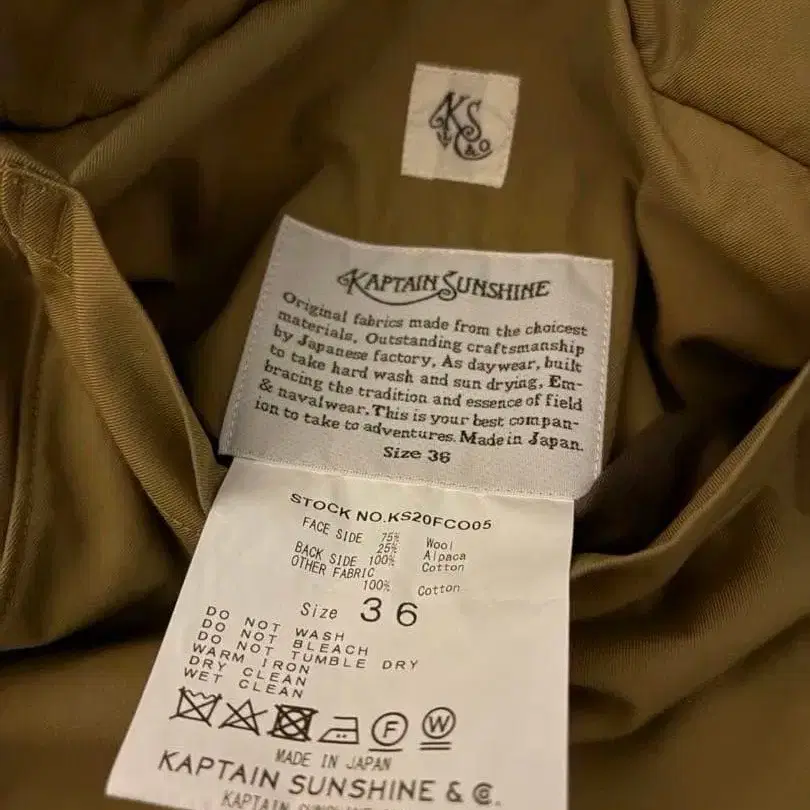 KS
&Co
KAPTAIN SUNSHINE
Original fabrics made from the choicest
materials, Outstanding craftsmanship
by Japanese factory, As daywear, built
to take hard wash and sun drying, Em-
bracing the tradition and essence of field
& navalwear, This is your best compan-
ion to take to adventures. Made in Japan.
Size 36
STOCK NO.KS20FCO05
FACE SIDE 75% Wool
25% Alpaca
BACK SIDE 100% Cotton
OTHER FABRIC
100% Cotton
Size 36
DO NOT WASH
DO NOT BLEACH
DO NOT TUMBLE DRY
WARM IRON
DRY CLEAN
WET CLEAN
F W
MADE IN JAPAN
KAPTAIN SUNSHINE & Co.
KAPTAIN SUNSHINE